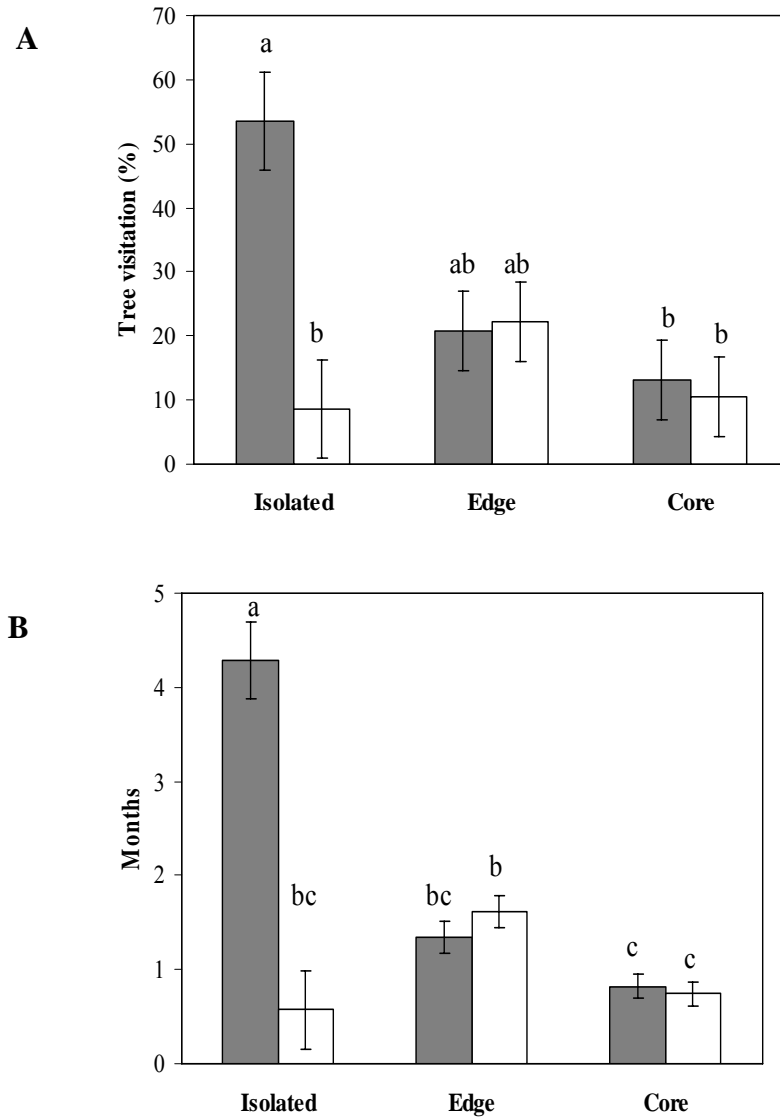 A
Tree visitation (%)
70
60
50
40
30
20
10
0
a
b
ab
ab
b
b
Isolated Edge Core
B
Months
5
4
3
2
1
0
a
bc
bc
b
c
c
Isolated Edge Core